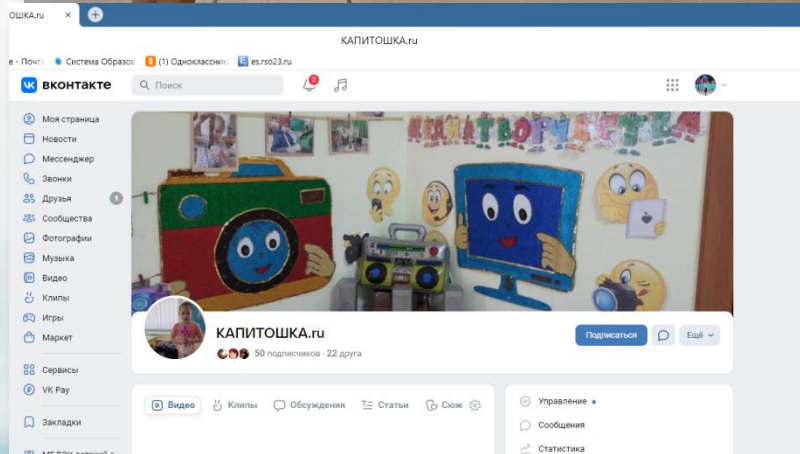 ОШКА.ru
КАПИТОШКА.ru
е - Почт
Система Образов
(1) Одноклассник
es.rso23.ru
вконтакте
Поиск
2
Моя страница
Новости
Мессенджер
Звонки
Друзья 1
Сообщества
Фотографии
Музыка
Видео
Клипы
Игры
Маркет
Сервисы
VK Pay
Закладки
КАПИТОШКА.ru
50 подписчиков · 22 друга
Подписаться
Ещё
Видео
Клипы
Обсуждения
Статьи
Сюж
Управление
Сообщения
Статистика